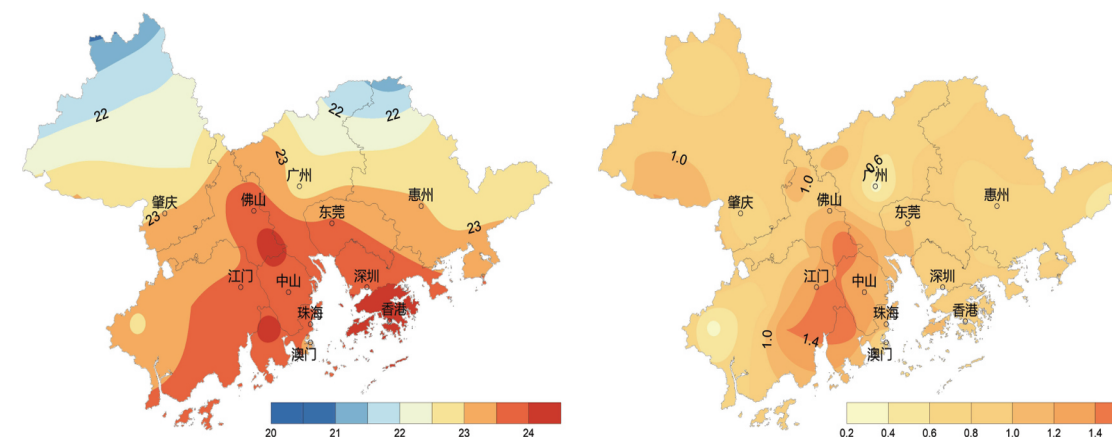 22
22
22
23
广州
肇庆
23
佛山
东莞
惠州
23
江门
中山
深圳
珠海
香港
澳门
20 21 22 23 24
1.0
1.0
0.6
广州
肇庆
佛山
东莞
惠州
江门
中山
深圳
珠海
香港
澳门
1.0
1.4
0.2 0.4 0.6 0.8 1.0 1.2 1.4